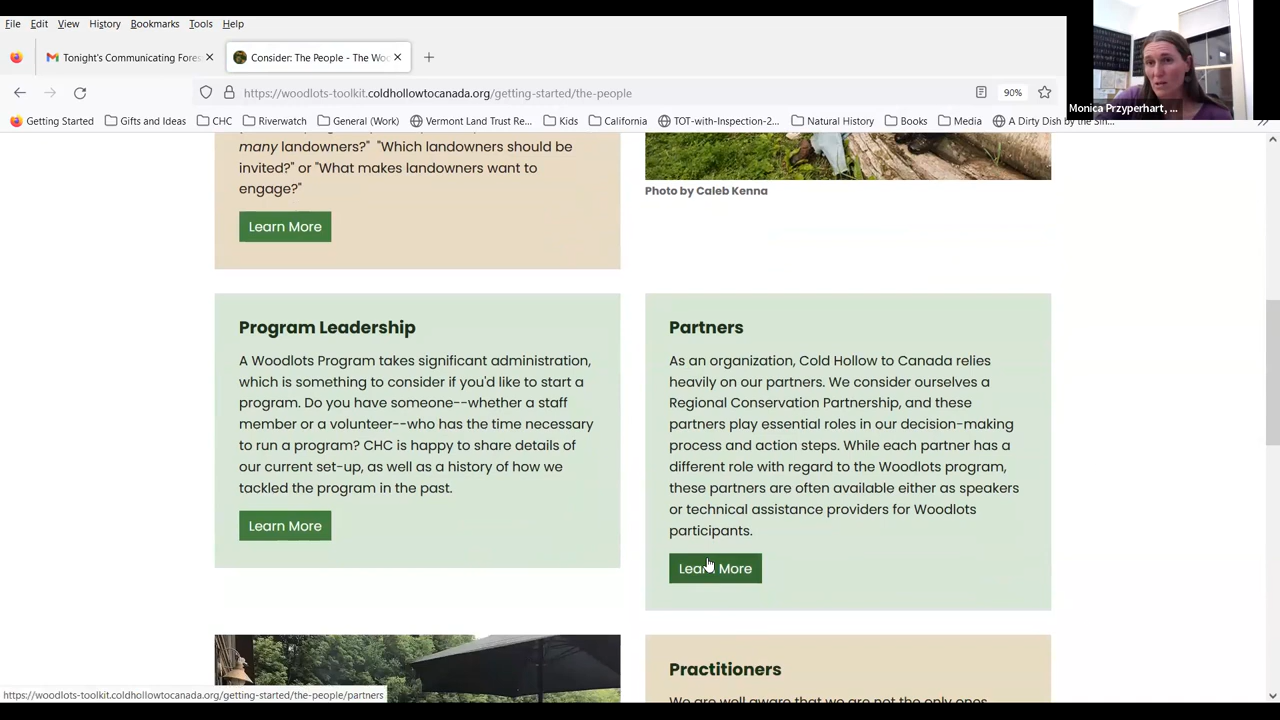 File Edit View History Bookmarks Tools Help
Tonight's Communicating Fores
Consider: The People - The Woo
https://woodlots-toolkit.coldhollowtocanada.org/getting-started/the-people
90%
Getting Started Gifts and Ideas CHC Riverwatch General (Wo Vermont Land Trust Re... Kids California TOT-with-Inspection-2... Natural History Books Media A Dirty Dish by the Sin...
Monica Przyperhart, ...
many landowners?" "Which landowners should be
invited?" or "What makes landowners want to
engage?"
Learn More
Photo by Caleb Kenna
Program Leadership
A Woodlots Program takes significant administration,
which is something to consider if you'd like to start a
program. Do you have someone--whether a staff
member or a volunteer--who has the time necessary
to run a program? CHC is happy to share details of
our current set-up, as well as a history of how we
tackled the program in the past.
Learn More
Partners
As an organization, Cold Hollow to Canada relies
heavily on our partners. We consider ourselves a
Regional Conservation Partnership, and these
partners play essential roles in our decision-making
process and action steps. While each partner has a
different role with regard to the Woodlots program,
these partners are often available either as speakers
or technical assistance providers for Woodlots
participants.
Learn More
Practitioners
We are well aware that we are not the only ones
https://woodlots-toolkit.coldhollowtocanada.org/getting-started/the-people/partners